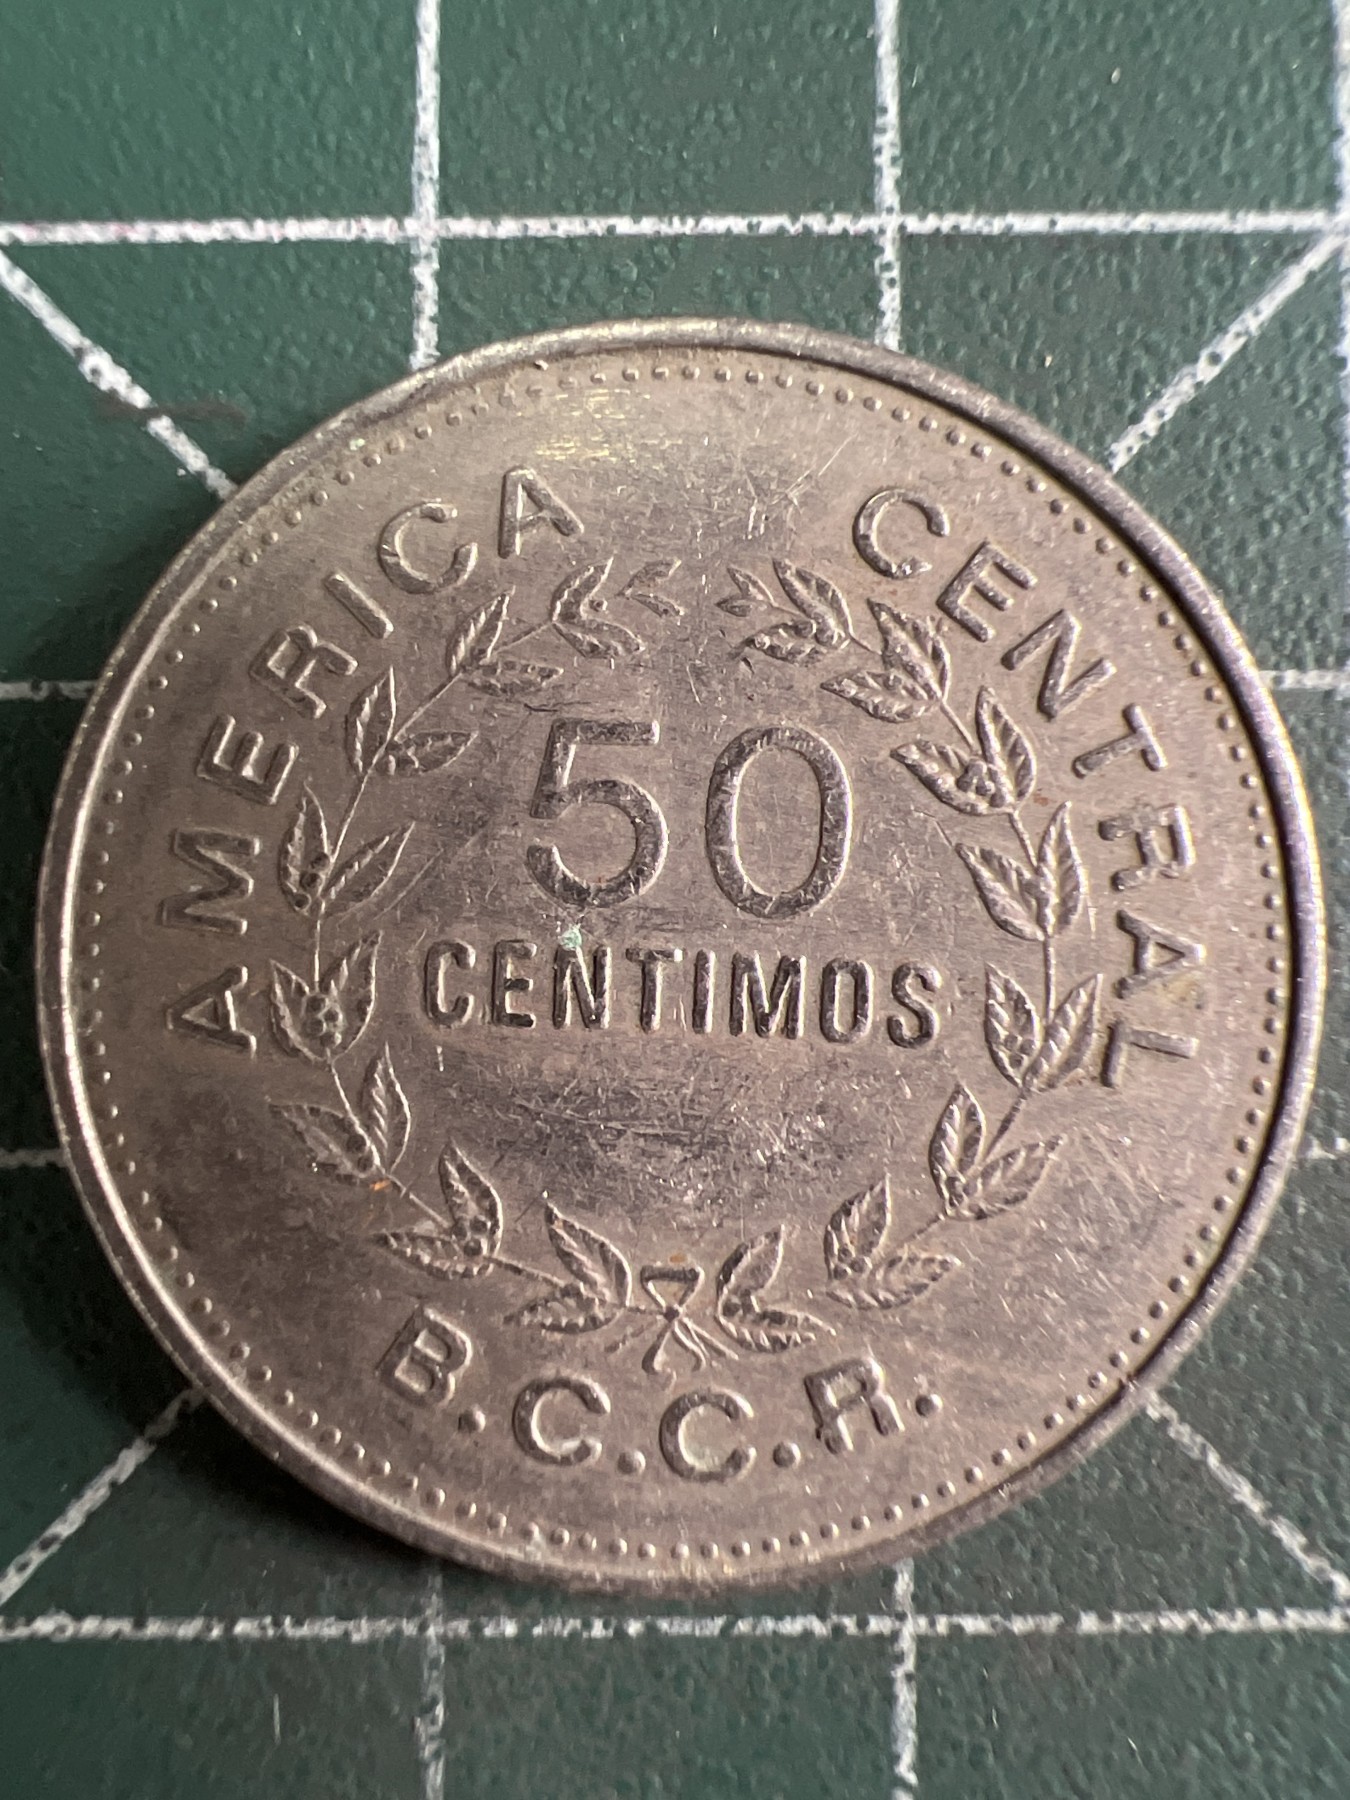 AMERICA CENTRAL
50
CENTIMOS
B.C.C.R.